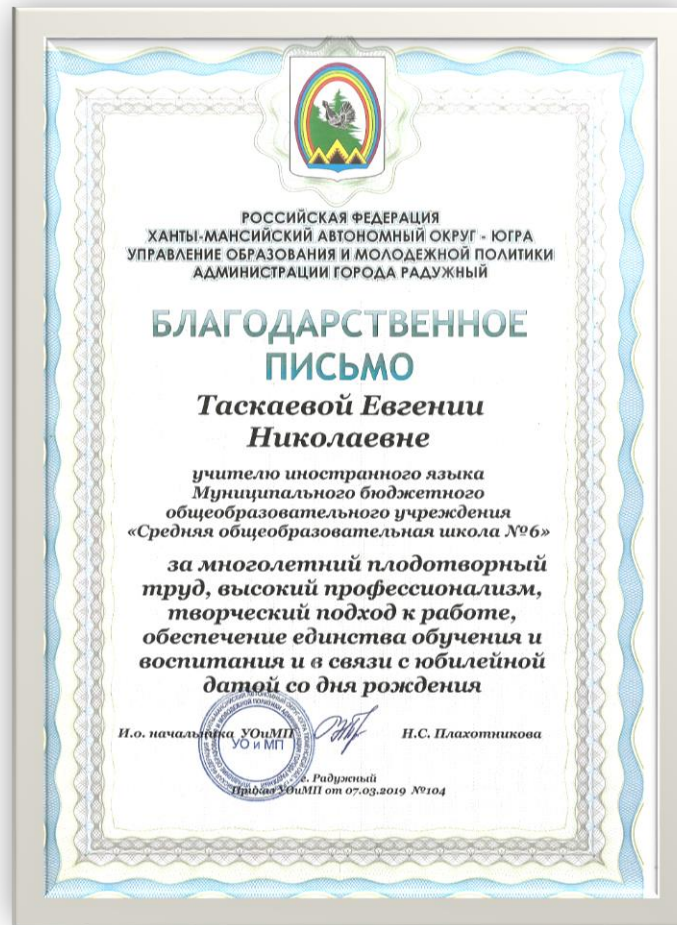 РОССИЙСКАЯ ФЕДЕРАЦИЯ
ХАНТЫ-МАНСИЙСКИЙ АВТОНОМНЫЙ ОКРУГ - ЮГРА
УПРАВЛЕНИЕ ОБРАЗОВАНИЯ И МОЛОДЕЖНОЙ ПОЛИТИКИ
АДМИНИСТРАЦИИ ГОРОДА РАДУЖНЫЙ
БЛАГОДАРСТВЕННОЕ
ПИСЬМО
Таскаевой Евгении
Николаевне
учителю иностранного языка
Муниципального бюджетного
общеобразовательного учреждения
«Средняя общеобразовательная школа №6»
за многолетний плодотворный
труд, высокий профессионализм,
творческий подход к работе,
обеспечение единства обучения и
воспитания и в связи с юбилейной
датой со дня рождения
И.о. начальника УОиМП Н.С. Плахотникова
УО и МП
г. Радужный
Приказ УОиМП от 07.03.2019 №104